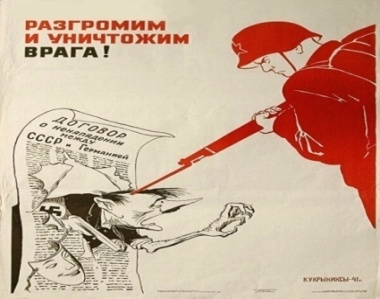 РАЗГРОМИМ
И УНИЧТОЖИМ
ВРАГА!
ДОГОВОР
о ненападении
между
СССР и Германией
КУКРЫНИКСЫ-41